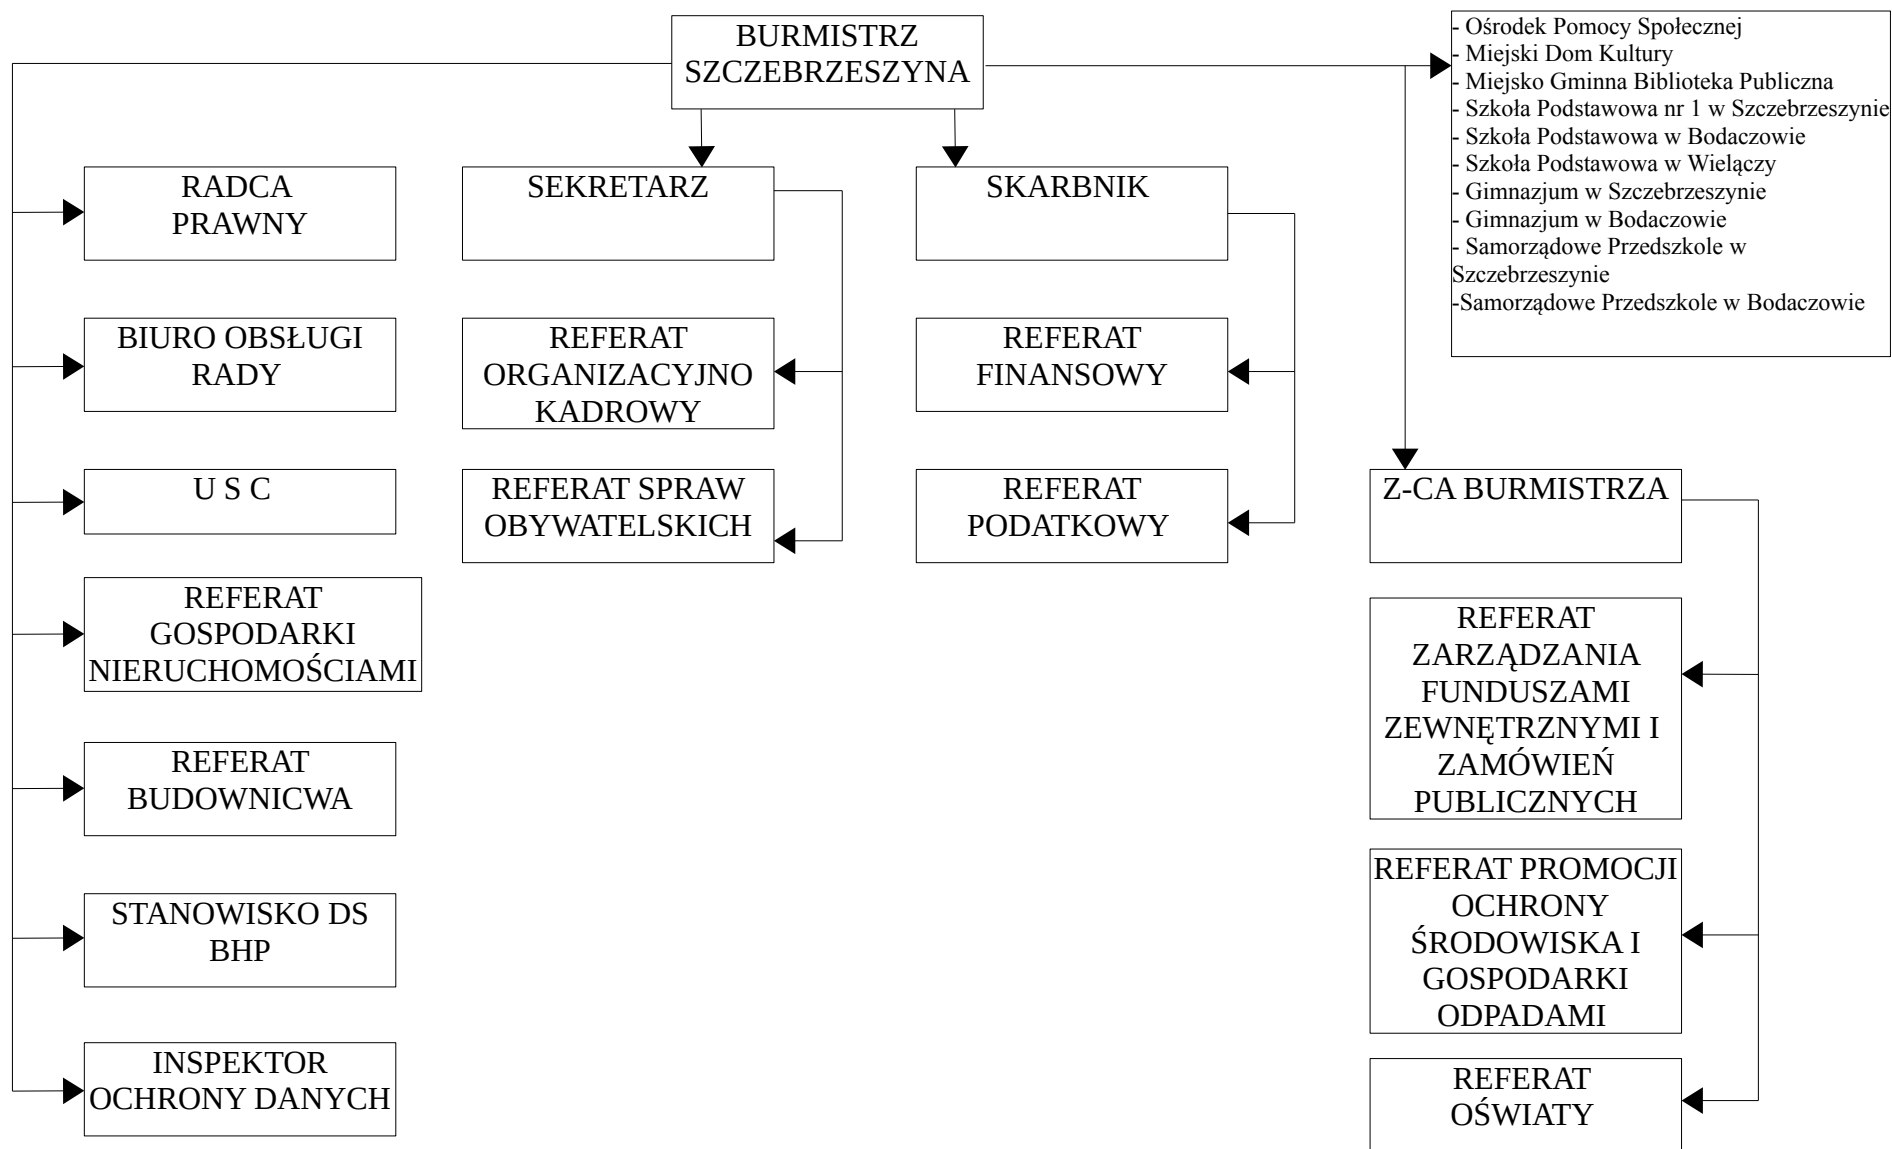 BURMISTRZ
SZCZEBRZESZYNA
- Ośrodek Pomocy Społecznej
- Miejski Dom Kultury
- Miejsko Gminna Biblioteka Publiczna
- Szkoła Podstawowa nr 1 w Szczebrzeszynie
- Szkoła Podstawowa w Bodaczowie
- Szkoła Podstawowa w Wielączy
- Gimnazjum w Szczebrzeszynie
- Gimnazjum w Bodaczowie
- Samorządowe Przedszkole w
Szczebrzeszynie
-Samorządowe Przedszkole w Bodaczowie
RADCA
PRAWNY
BIURO OBSŁUGI
RADY
U S C
REFERAT
GOSPODARKI
NIERUCHOMOŚCIAMI
REFERAT
BUDOWNICWA
STANOWISKO DS
BHP
INSPEKTOR
OCHRONY DANYCH
SEKRETARZ
REFERAT
ORGANIZACYJNO
KADROWY
REFERAT SPRAW
OBYWATELSKICH
SKARBNIK
REFERAT
FINANSOWY
REFERAT
PODATKOWY
Z-CA BURMISTRZA
REFERAT
ZARZĄDZANIA
FUNDUSZAMI
ZEWNĘTRZNYMI I
ZAMÓWIEŃ
PUBLICZNYCH
REFERAT PROMOCJI
OCHRONY
ŚRODOWISKA I
GOSPODARKI
ODPADAMI
REFERAT
OŚWIATY